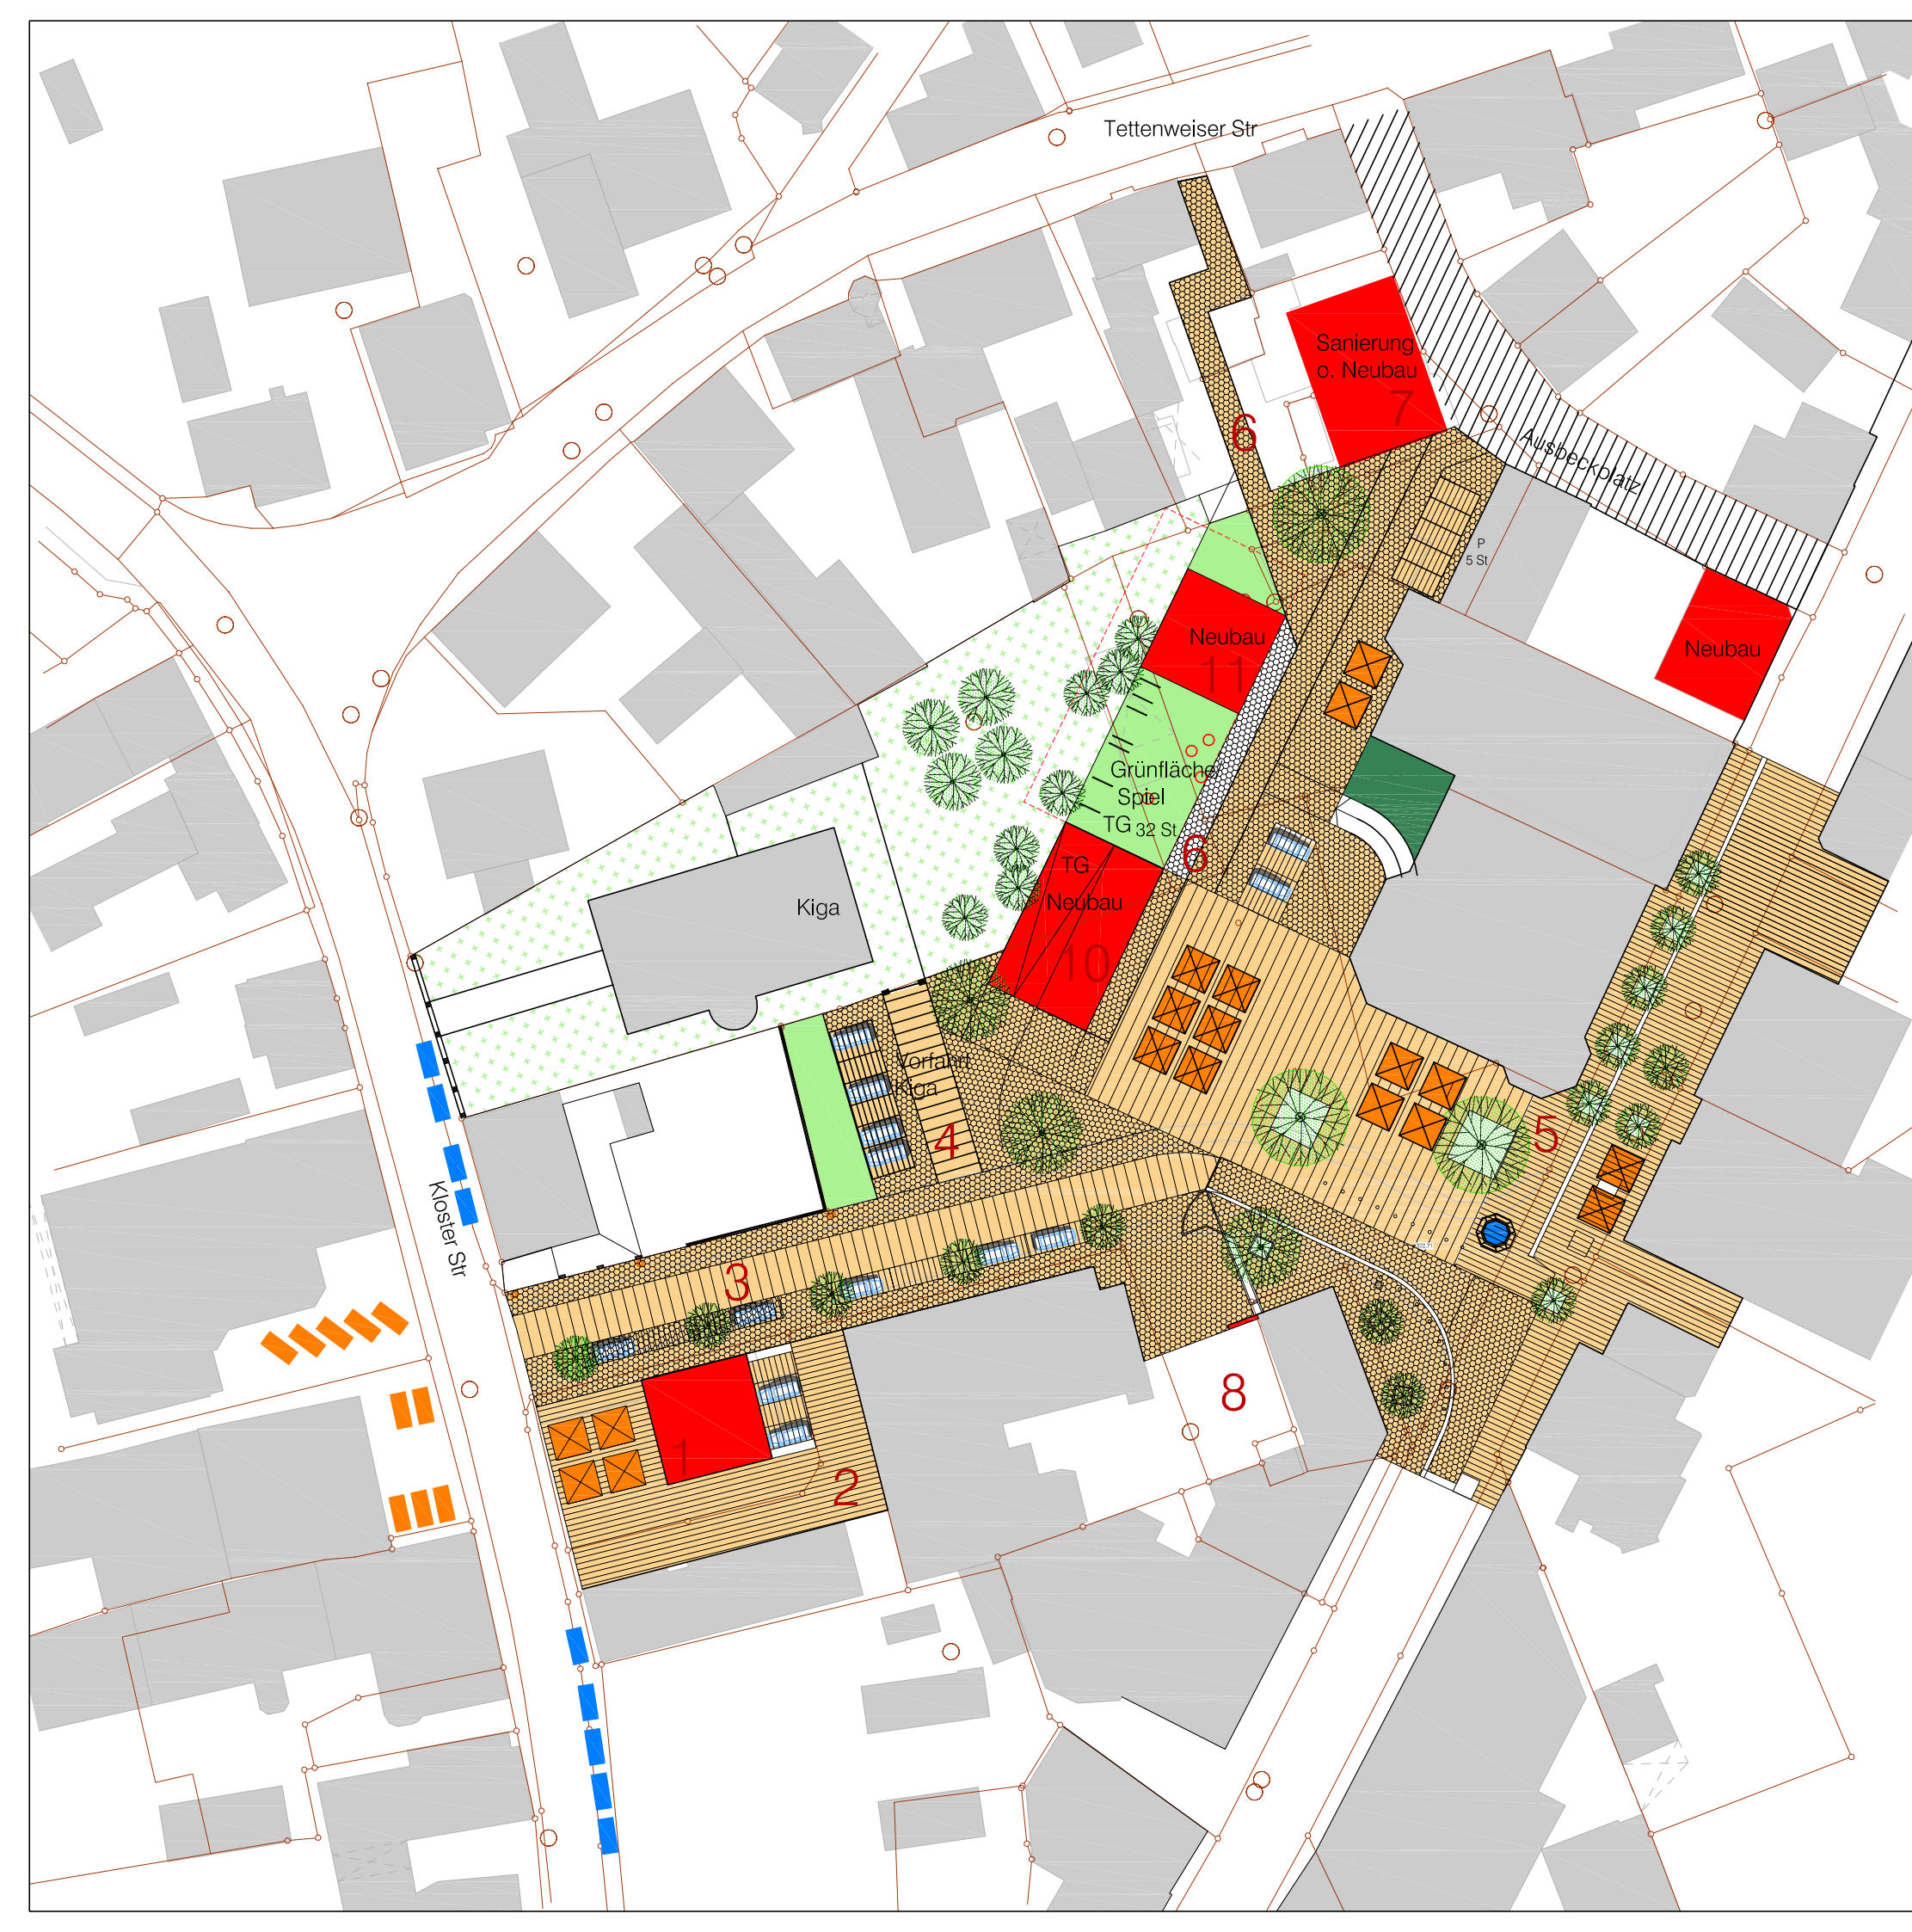 Tettenweiser Str
Sanierung
o. Neubau
7
6
Ausbeckplatz
P
5 St
Neubau
11
Neubau
Grünfläche
Spiel
TG 32 St
6
TG
Neubau
10
Kiga
Vorfahrt
Kiga
4
5
Kloster Str
3
8
1
2